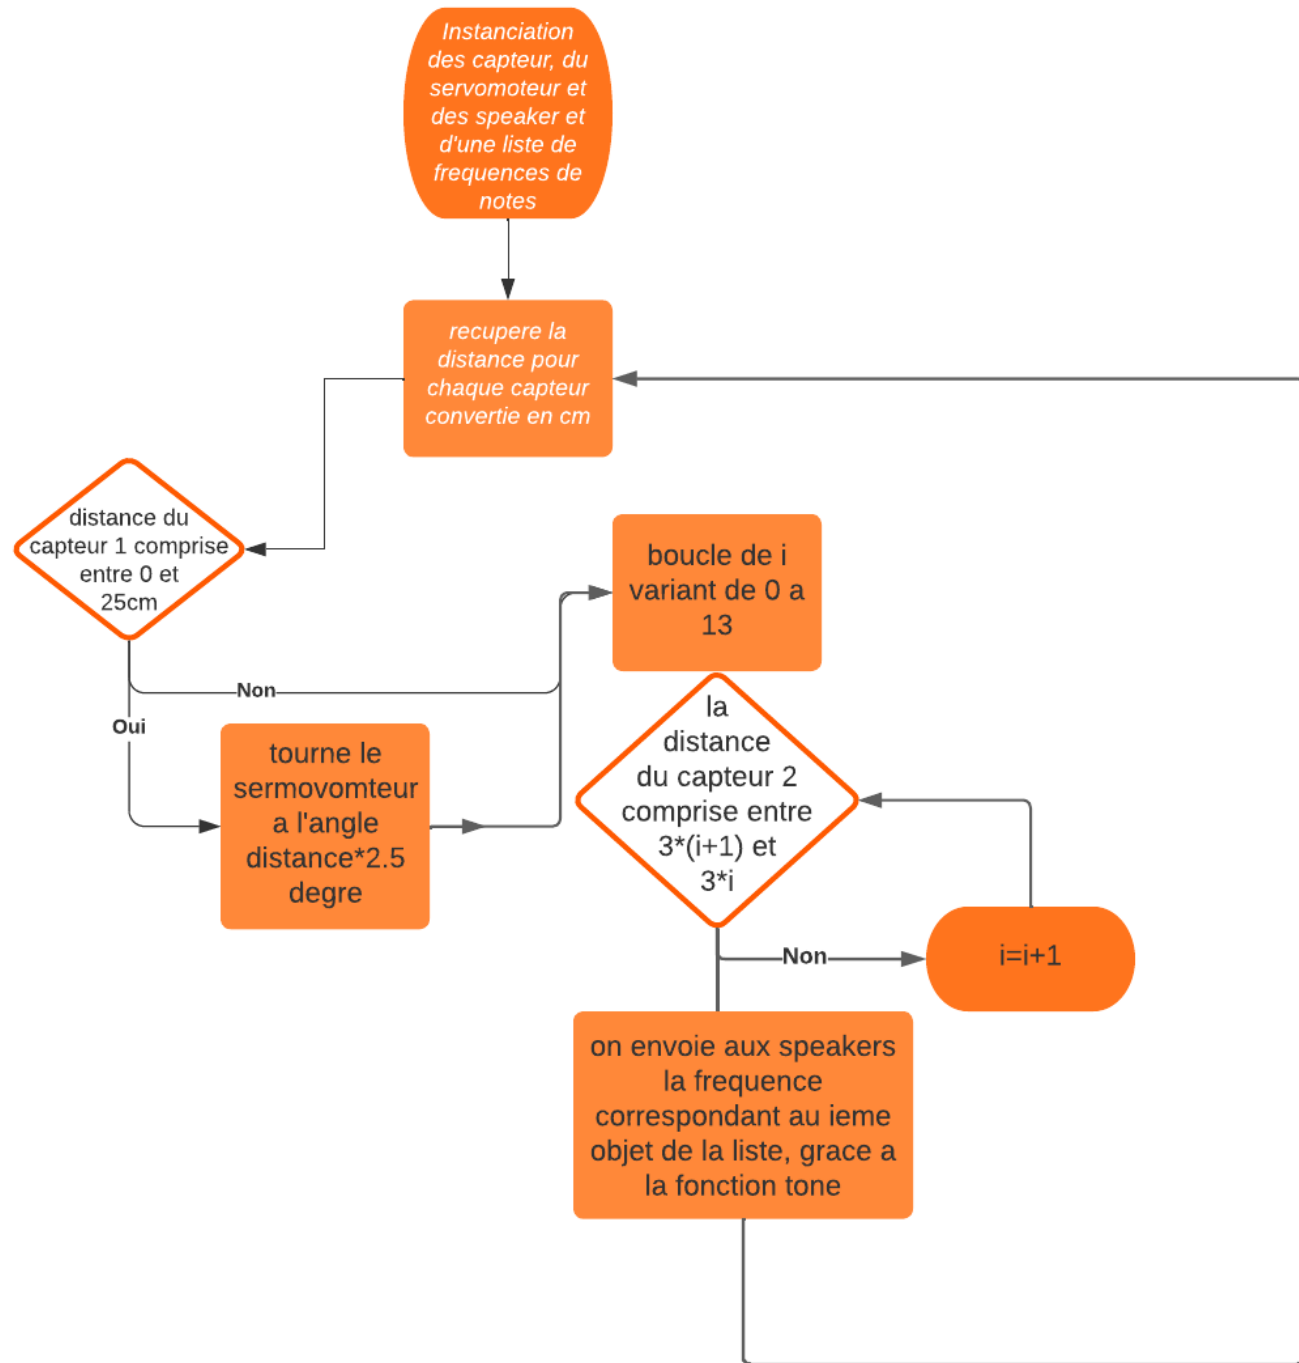 Instanciation
des capteur, du
servomoteur et
des speaker et
d'une liste de
frequences de
notes
recupere la
distance pour
chaque capteur
convertie en cm
distance du
capteur 1 comprise
entre 0 et
25cm
Non
Oui
tourne le
sermovomteur
a l'angle
distance*2.5
degre
boucle de i
variant de 0 a
13
la
distance
du capteur 2
comprise entre
3*(i+1) et
3*i
Non
i=i+1
on envoie aux speakers
la frequence
correspondant au ieme
objet de la liste, grace a
la fonction tone